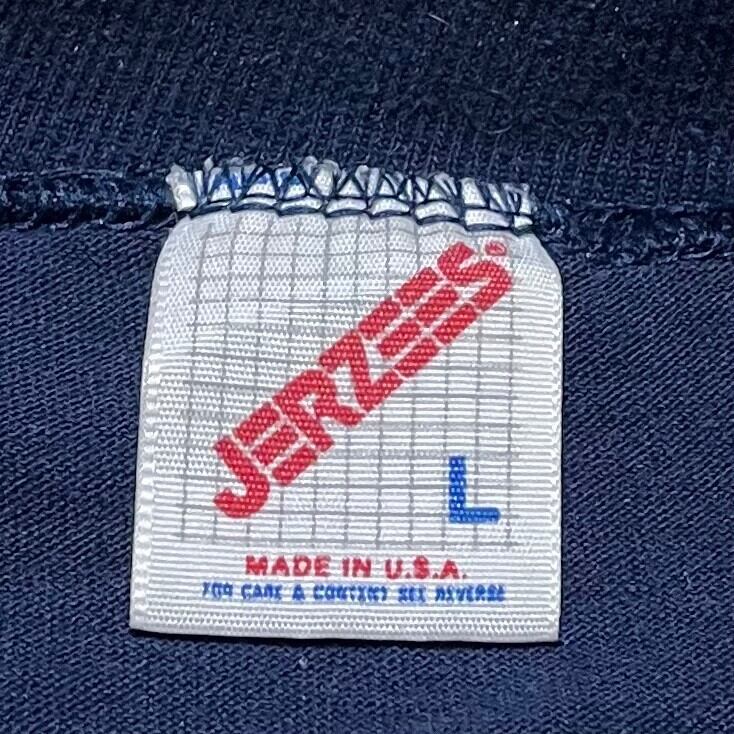 JERZEES®
L
MADE IN U.S.A.
FOR CARE & CONTENT SEE REVERSE